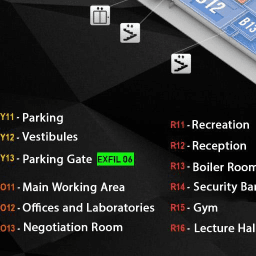 O12
B13
Y11 - Parking
Y12 - Vestibules
Y13 - Parking Gate EXFIL 06
O11 - Main Working Area
O12 - Offices and Laboratories
O13 - Negotiation Room
R11 - Recreation
R12 - Reception
R13 - Boiler Room
R14 - Security Bar
R15 - Gym
R16 - Lecture Hal